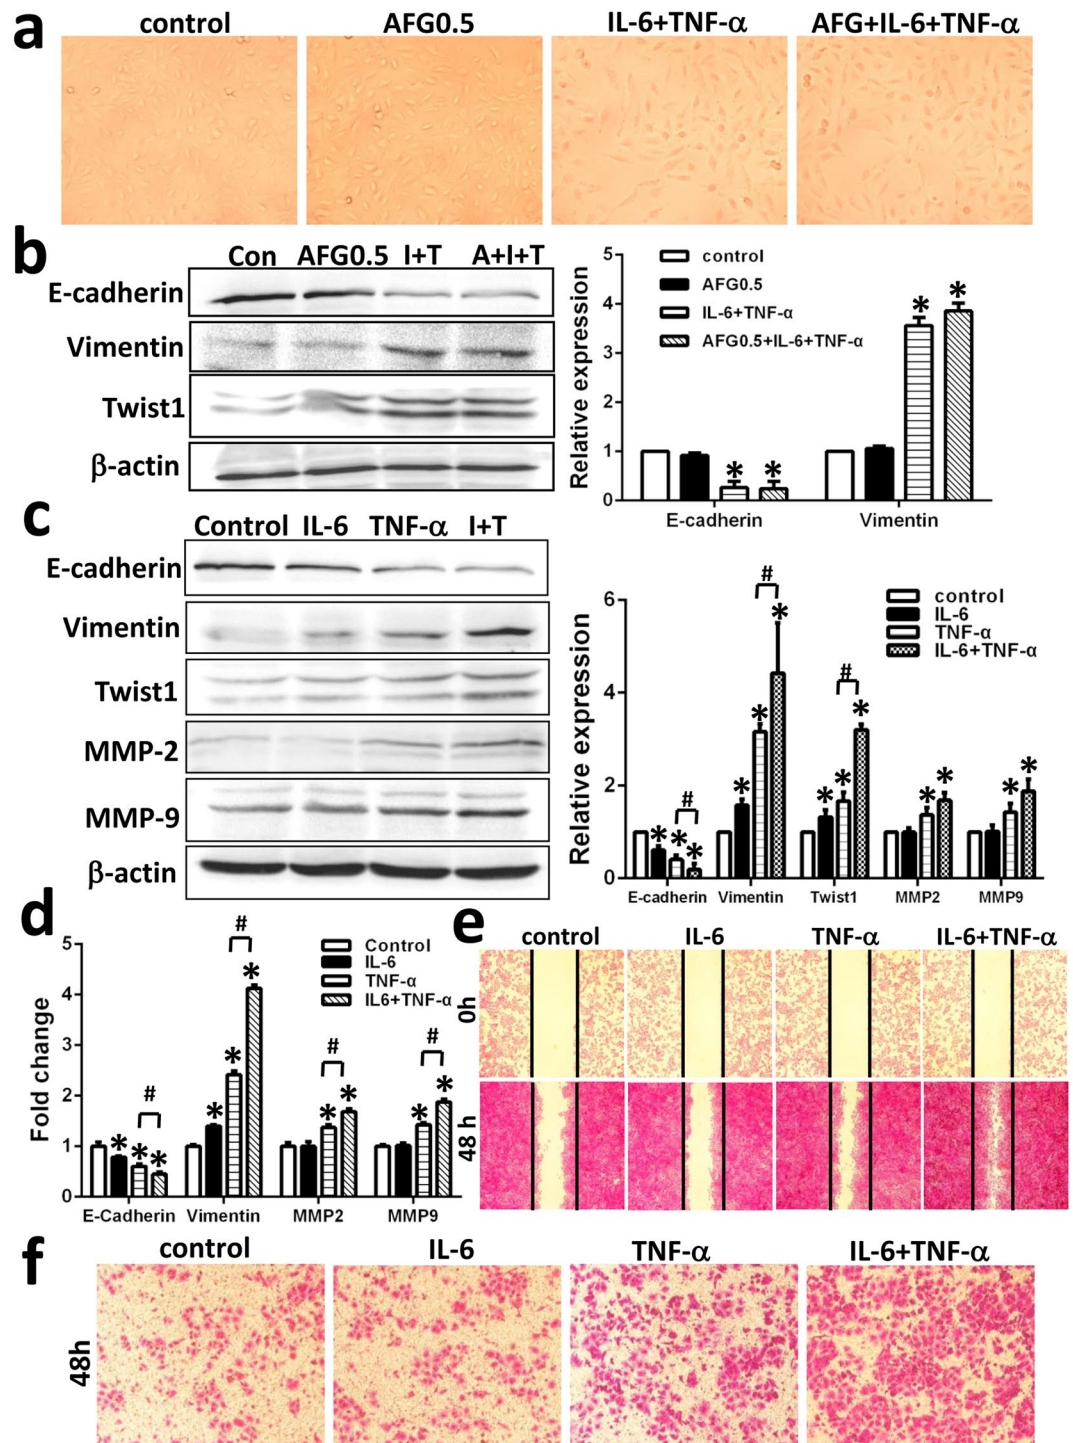 a
control AFG0.5 IL-6+TNF-α AFG+IL-6+TNF-α
b
Con AFG0.5 I+T A+I+T
E-cadherin
Vimentin
Twist1
β-actin
Relative expression
5
4
3
2
1
0
control
AFG0.5
IL-6+TNF-α
AFG0.5+IL-6+TNF-α
* * * *
E-cadherin Vimentin
c
Control IL-6 TNF-α I+T
E-cadherin
Vimentin
Twist1
MMP-2
MMP-9
β-actin
Relative expression
6
4
2
0
control
IL-6
TNF-α
IL-6+TNF-α
# # #
* * * * * * * * * * * * *
E-cadherin Vimentin Twist1 MMP2 MMP9
d
Fold change
5
4
3
2
1
0
Control
IL-6
TNF-α
IL6+TNF-α
# # # #
* * * * * * * * * *
E-Cadherin Vimentin MMP2 MMP9
e
control IL-6 TNF-α IL-6+TNF-α
0h
48 h
f
control IL-6 TNF-α IL-6+TNF-α
48h